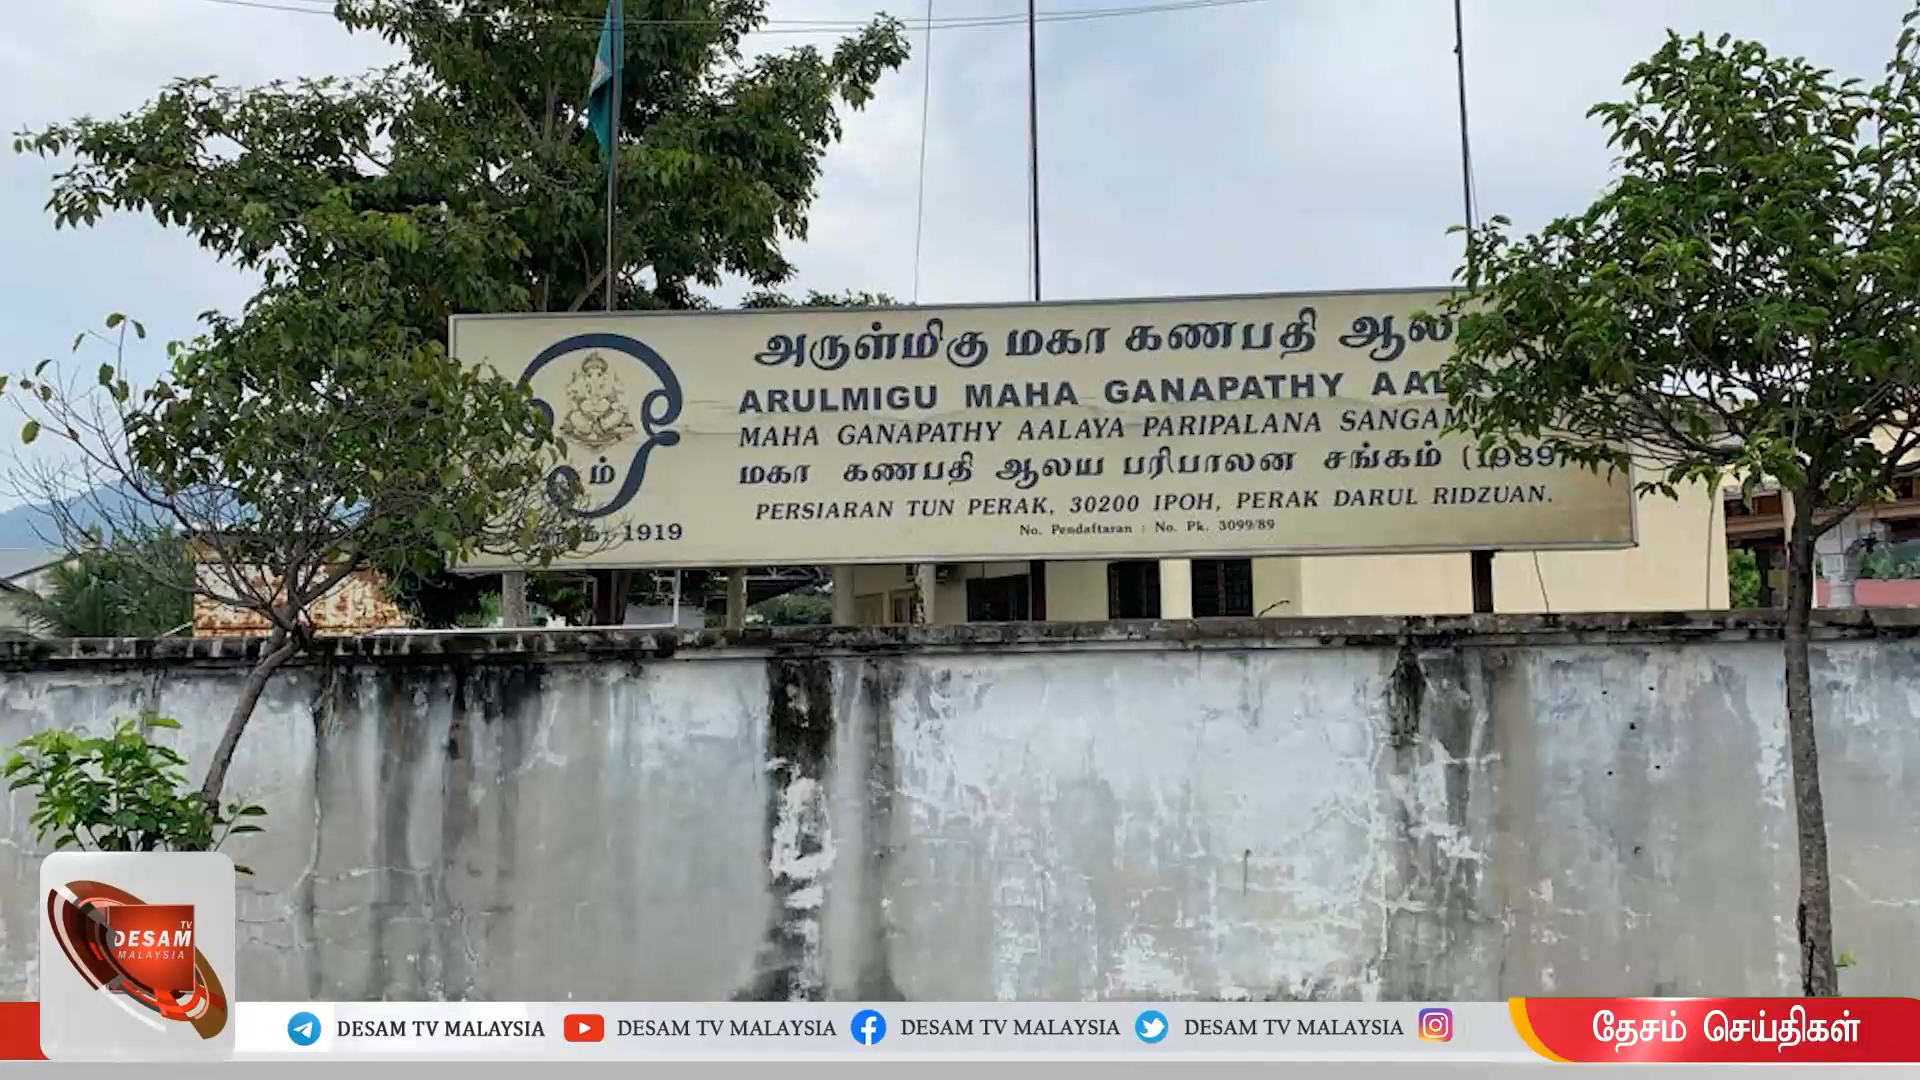 அருள்மிகு மகா கணபதி
ARULMIGU MAHA GANAPATHY
MAHA GANAPATHY AALAYA PARIPALANA SANGAM
மகா கணபதி ஆலய பரிபாலன சங்கம் (1989)
PERSIARAN TUN PERAK, 30200 IPOH, PERAK DARUL RIDZUAN.
No. Pendaftaran : No. Pk. 3099/89
1919
DESAM TV
MALAYSIA
DESAM TV MALAYSIA DESAM TV MALAYSIA DESAM TV MALAYSIA DESAM TV MALAYSIA
தேசம் செய்திகள்